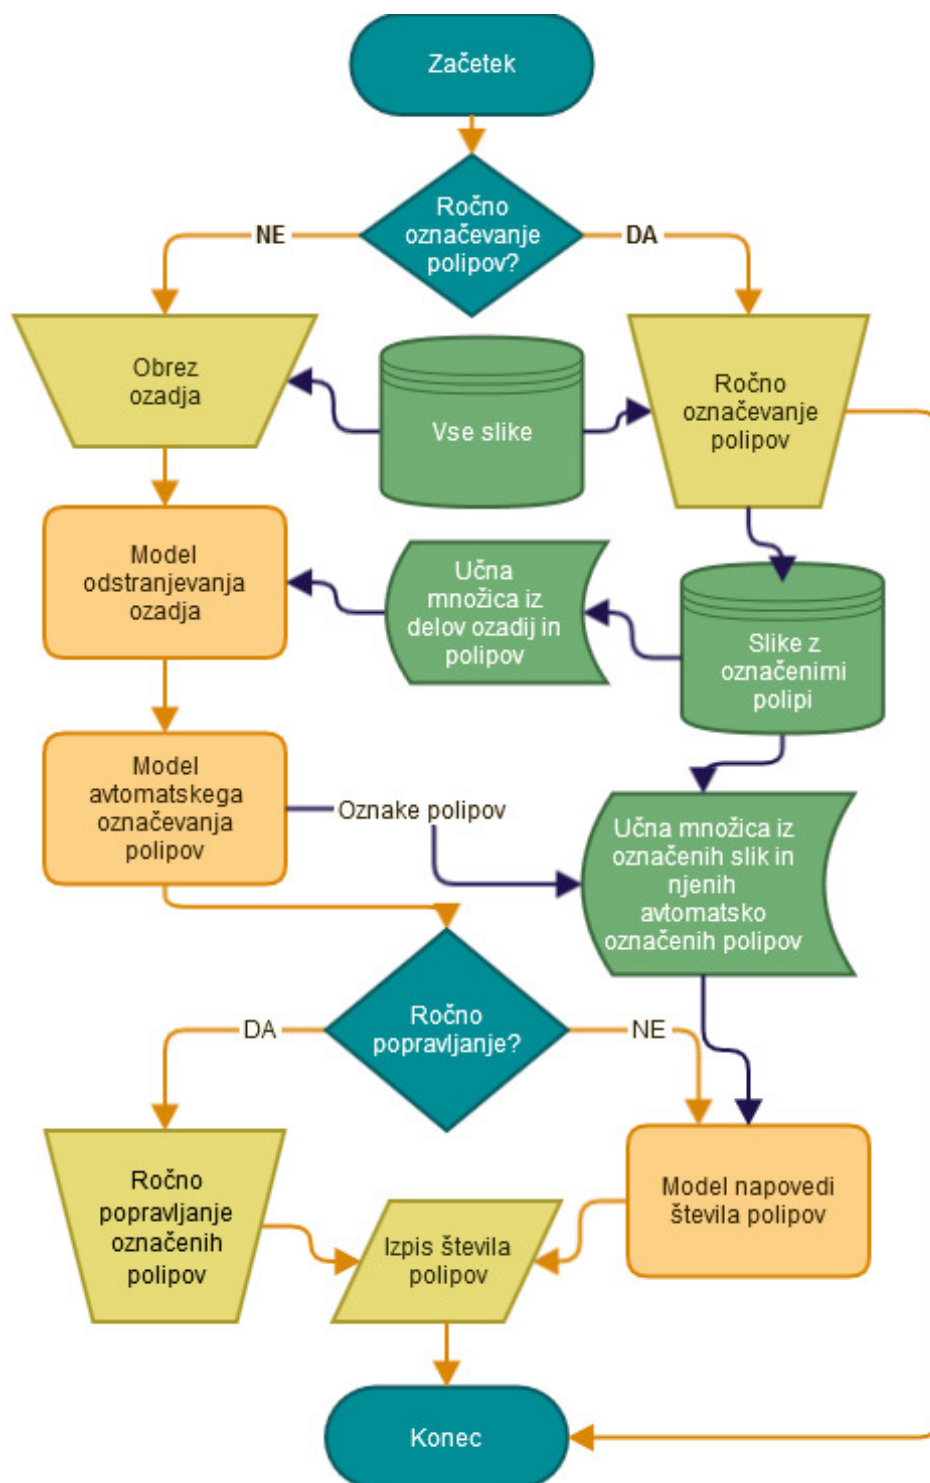 Začetek
Ročno
označevanje
polipov?
NE
DA
Obrez
ozadja
Vse slike
Ročno
označevanje
polipov
Model
odstranjevanja
ozadja
Učna
množica iz
delov ozadij in
polipov
Slike z
označenimi
polipi
Model
avtomatskega
označevanja
polipov
Oznake polipov
Učna množica iz
označenih slik in
njenih
avtomatsko
označenih polipov
Ročno
popravljanje?
DA
NE
Ročno
popravljanje
označenih
polipov
Izpis števila
polipov
Model napovedi
števila polipov
Konec